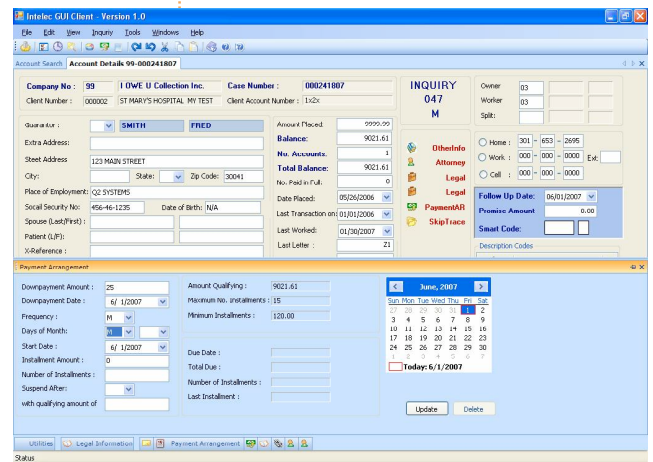 Intelec GUI Client - Version 1.0
File Edit View Inquriy Tools Windows Help
Account Search Account Details 99-000241807
Company No : 99 I OWE U Collection Inc. Case Number : 000241807
Client Number : 000002 ST MARY'S HOSPITAL MY TEST Client Account Number : 1x2x
INQUIRY
047
M
Owner 03
Worker 03
Split:
Guarantor : SMITH FRED
Extra Address:
Steet Address 123 MAIN STREET
City: State: Zip Code: 30041
Place of Employment: Q2 SYSTEMS
Socail Security No: 456-46-1235 Date of Birth: N/A
Spouse (Last/First) :
Patient (L/F):
X-Reference :
Amount Placed: 9999.99
Balance: 9021.61
No. Accounts: 1
Total Balance: 9021.61
No. Paid in Full: 0
Date Placed: 05/26/2006
Last Transaction on: 01/01/2006
Last Worked: 01/30/2007
Last Letter : Z1
OtherInfo
Attorney
Legal
Legal
PaymentAR
SkipTrace
Home : 301 - 653 - 2695
Work : 000 - 000 - 0000 Ext:
Cell : 000 - 000 - 0000
Follow Up Date: 06/01/2007
Promise Amount 0.00
Smart Code:
Description Codes
Payment Arrangement
Downpayment Amount : 25
Downpayment Date : 6/ 1/2007
Frequency : M
Days of Month: M
Start Date : 6/ 1/2007
Installment Amount : 0
Number of Installments :
Suspend After:
with qualifying amount of
Amount Qualifying : 9021.61
Maximum No. Installments : 15
Minimum Installments : 120.00
Due Date :
Total Due :
Number of Installments :
Last Installment :
June, 2007
Sun Mon Tue Wed Thu Fri Sat
27 28 29 30 31 1 2
3 4 5 6 7 8 9
10 11 12 13 14 15 16
17 18 19 20 21 22 23
24 25 26 27 28 29 30
1 2 3 4 5 6 7
Today: 6/1/2007
Update Delete
Utilities Legal Information Payment Arrangement
Status